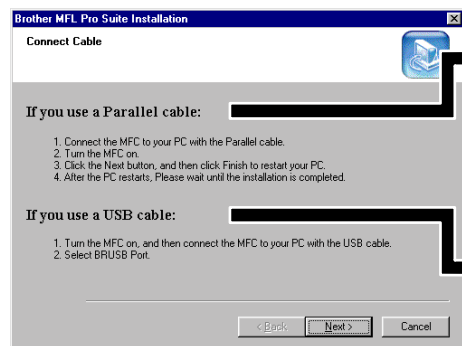 Brother MFL Pro Suite Installation
Connect Cable
If you use a Parallel cable:
1. Connect the MFC to your PC with the Parallel cable.
2. Turn the MFC on.
3. Click the Next button, and then click Finish to restart your PC.
4. After the PC restarts, Please wait until the installation is completed.
If you use a USB cable:
1. Turn the MFC on, and then connect the MFC to your PC with the USB cable.
2. Select BRUSB Port.
< Back Next > Cancel